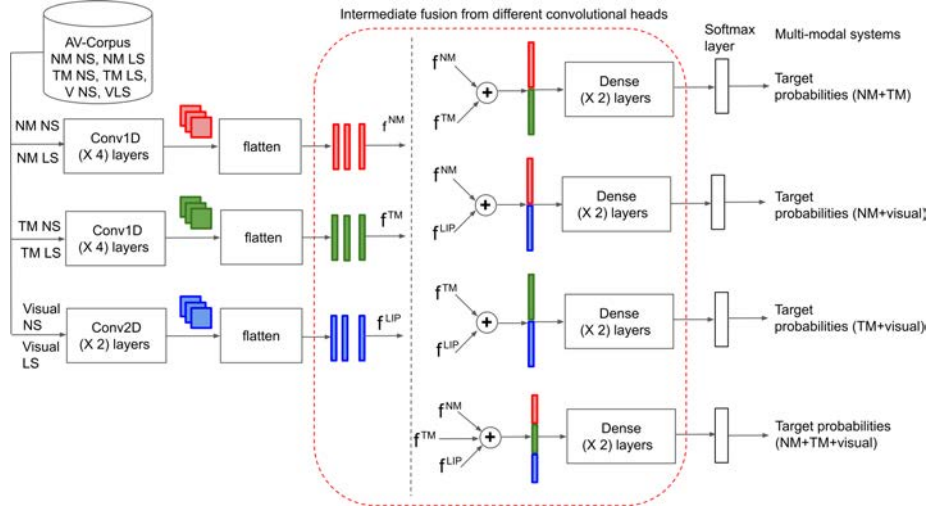 Intermediate fusion from different convolutional heads
AV-Corpus
NM NS, NM LS
TM NS, TM LS,
V NS, VLS
NM NS
NM LS
Conv1D
(X 4) layers
flatten
f^NM
TM NS
TM LS
Conv1D
(X 4) layers
flatten
f^TM
Visual
NS
Visual
LS
Conv2D
(X 2) layers
flatten
f^LIP
f^NM
f^TM
+
Dense
(X 2) layers
f^NM
f^LIP
+
Dense
(X 2) layers
f^TM
f^LIP
+
Dense
(X 2) layers
f^NM
f^TM
f^LIP
+
Dense
(X 2) layers
Softmax
layer
Multi-modal systems
Target
probabilities (NM+TM)
Target
probabilities (NM+visual)
Target
probabilities (TM+visual)
Target probabilities
(NM+TM+visual)